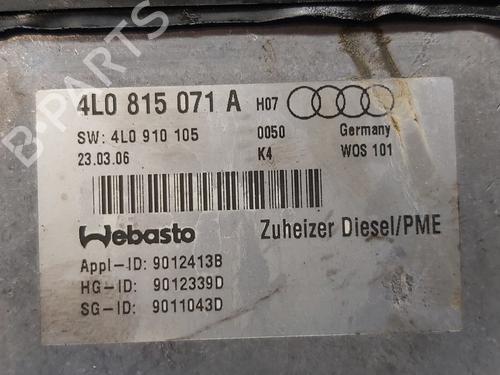 4L0 815 071 A H07
SW: 4L0 910 105 0050 Germany
23.03.06 K4 WOS 101
Webasto Zuheizer Diesel/PME
Appl-ID: 9012413B
HG-ID: 9012339D
SG-ID: 9011043D
B-PARTS